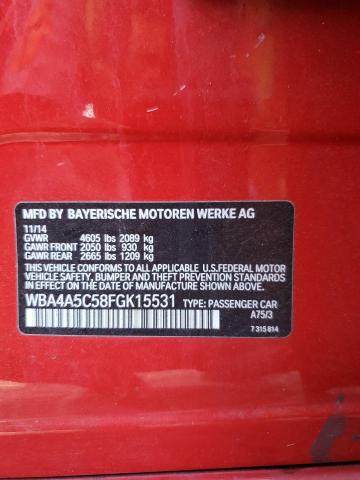 MFD BY BAYERISCHE MOTOREN WERKE AG
11/14
GVWR 4605 lbs 2089 kg
GAWR FRONT 2050 lbs 930 kg
GAWR REAR 2665 lbs 1209 kg
THIS VEHICLE CONFORMS TO ALL APPLICABLE U.S.FEDERAL MOTOR
VEHICLE SAFETY, BUMPER, AND THEFT PREVENTION STANDARDS
IN EFFECT ON THE DATE OF MANUFACTURE SHOWN ABOVE.
WBA4A5C58FGK15531 TYPE: PASSENGER CAR
A75/3
7 315 814